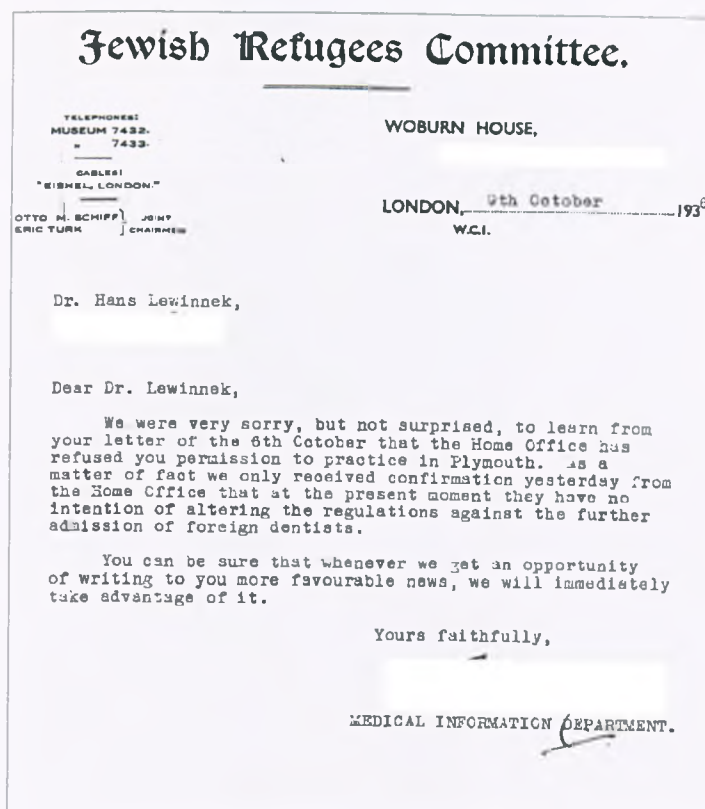 Jewish Refugees Committee.
TELEPHONES:
MUSEUM 7432.
" 7433.
CABLES:
"EISHEL, LONDON."
OTTO M. SCHIFF } JOINT
ERIC TURK } CHAIRMEN
WOBURN HOUSE,
LONDON, 9th October 1936
W.C.1.
Dr. Hans Lewinnek,
Dear Dr. Lewinnek,
We were very sorry, but not surprised, to learn from
your letter of the 6th October that the Home Office has
refused you permission to practice in Plymouth. As a
matter of fact we only received confirmation yesterday from
the Home Office that at the present moment they have no
intention of altering the regulations against the further
admission of foreign dentists.
You can be sure that whenever we get an opportunity
of writing to you more favourable news, we will immediately
take advantage of it.
Yours faithfully,
MEDICAL INFORMATION DEPARTMENT.